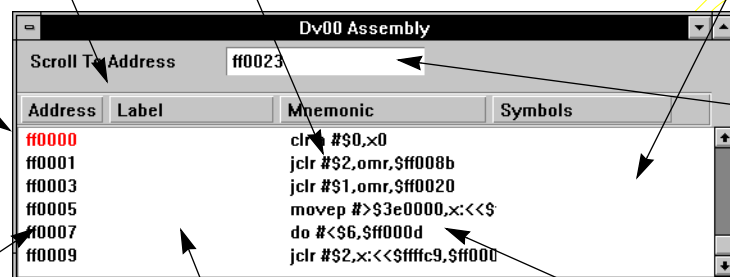 Dv00 Assembly
Scroll To Address ff0023
Address Label Mnemonic Symbols
ff0000 clr #$0,x0
ff0001 jclr #$2,omr,$ff008b
ff0003 jclr #$1,omr,$ff0020
ff0005 movep #>$3e0000,x:<<$
ff0007 do #<$6,$ff000d
ff0009 jclr #$2,x:<<$ffffc9,$ff000